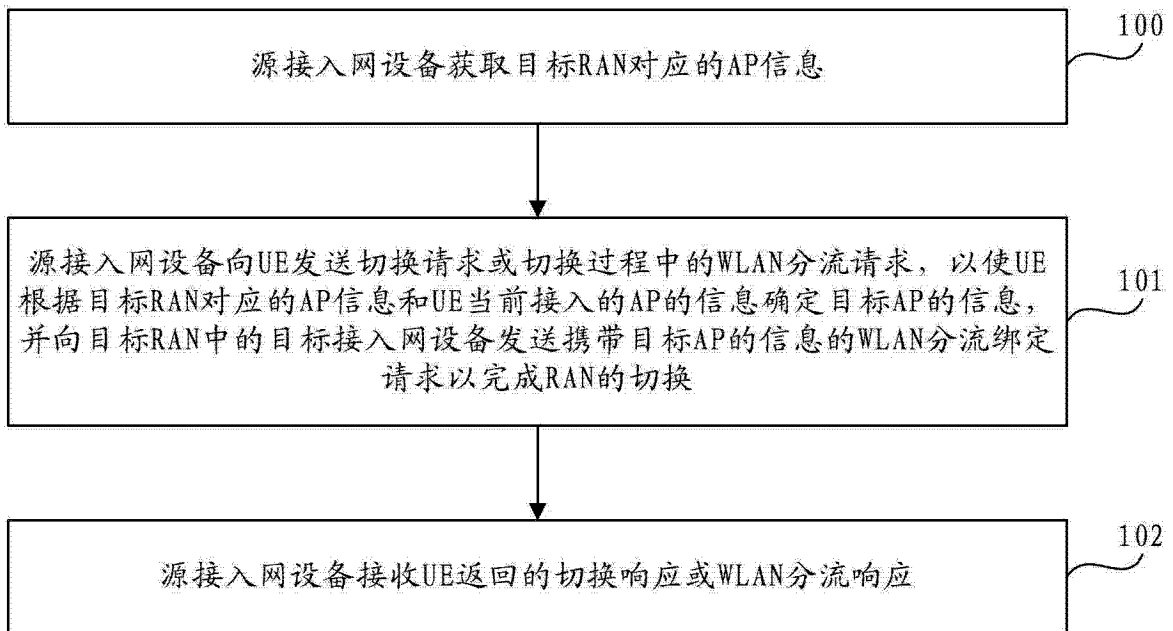 100
源接入网设备获取目标RAN对应的AP信息
源接入网设备向UE发送切换请求或切换过程中的WLAN分流请求，以使UE
根据目标RAN对应的AP信息和UE当前接入的AP的信息确定目标AP的信息，
并向目标RAN中的目标接入网设备发送携带目标AP的信息的WLAN分流绑定
请求以完成RAN的切换
101
源接入网设备接收UE返回的切换响应或WLAN分流响应
102